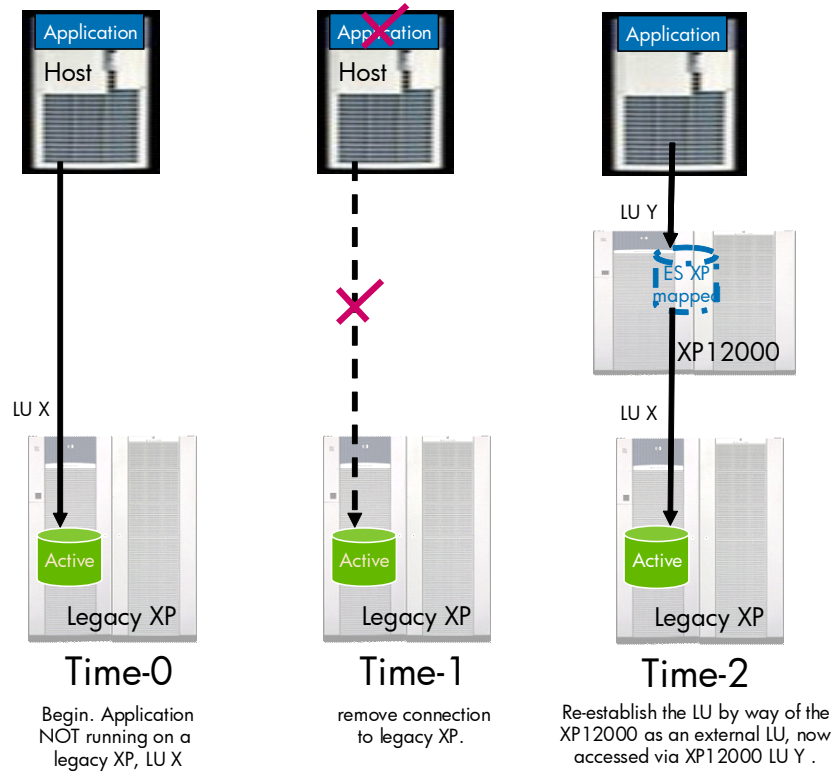 Application
Host
LU X
Active
Legacy XP
Time-0
Begin. Application
NOT running on a
legacy XP, LU X
Application
Host
Active
Legacy XP
Time-1
remove connection
to legacy XP.
Application
LU Y
ES XP
mapped
XP12000
LU X
Active
Legacy XP
Time-2
Re-establish the LU by way of the
XP12000 as an external LU, now
accessed via XP12000 LU Y .